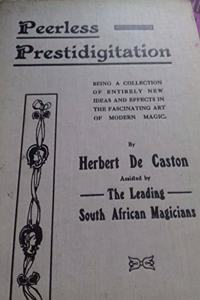 Peerless
Prestidigitation
BEING A COLLECTION
OF ENTIRELY NEW
IDEAS AND EFFECTS IN
THE FASCINATING ART
OF MODERN MAGIC.
By
Herbert De Caston
Assisted by
The Leading
South African Magicians